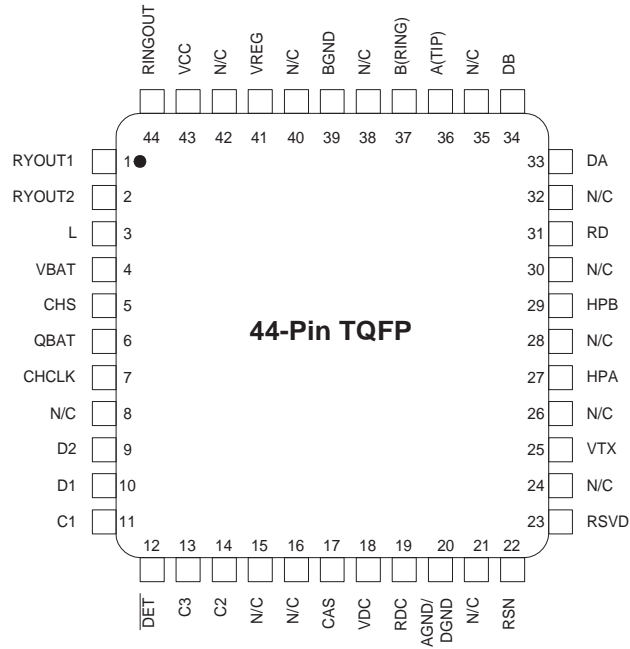 RINGOUT
VCC
N/C
VREG
N/C
BGND
N/C
B(RING)
A(TIP)
N/C
DB
44 43 42 41 40 39 38 37 36 35 34
RYOUT1 1 33 DA
RYOUT2 2 32 N/C
L 3 31 RD
VBAT 4 30 N/C
CHS 5 29 HPB
QBAT 6 44-Pin TQFP 28 N/C
CHCLK 7 27 HPA
N/C 8 26 N/C
D2 9 25 VTX
D1 10 24 N/C
C1 11 23 RSVD
12 13 14 15 16 17 18 19 20 21 22
DET
C3
C2
N/C
N/C
CAS
VDC
RDC
AGND/
DGND
N/C
RSN